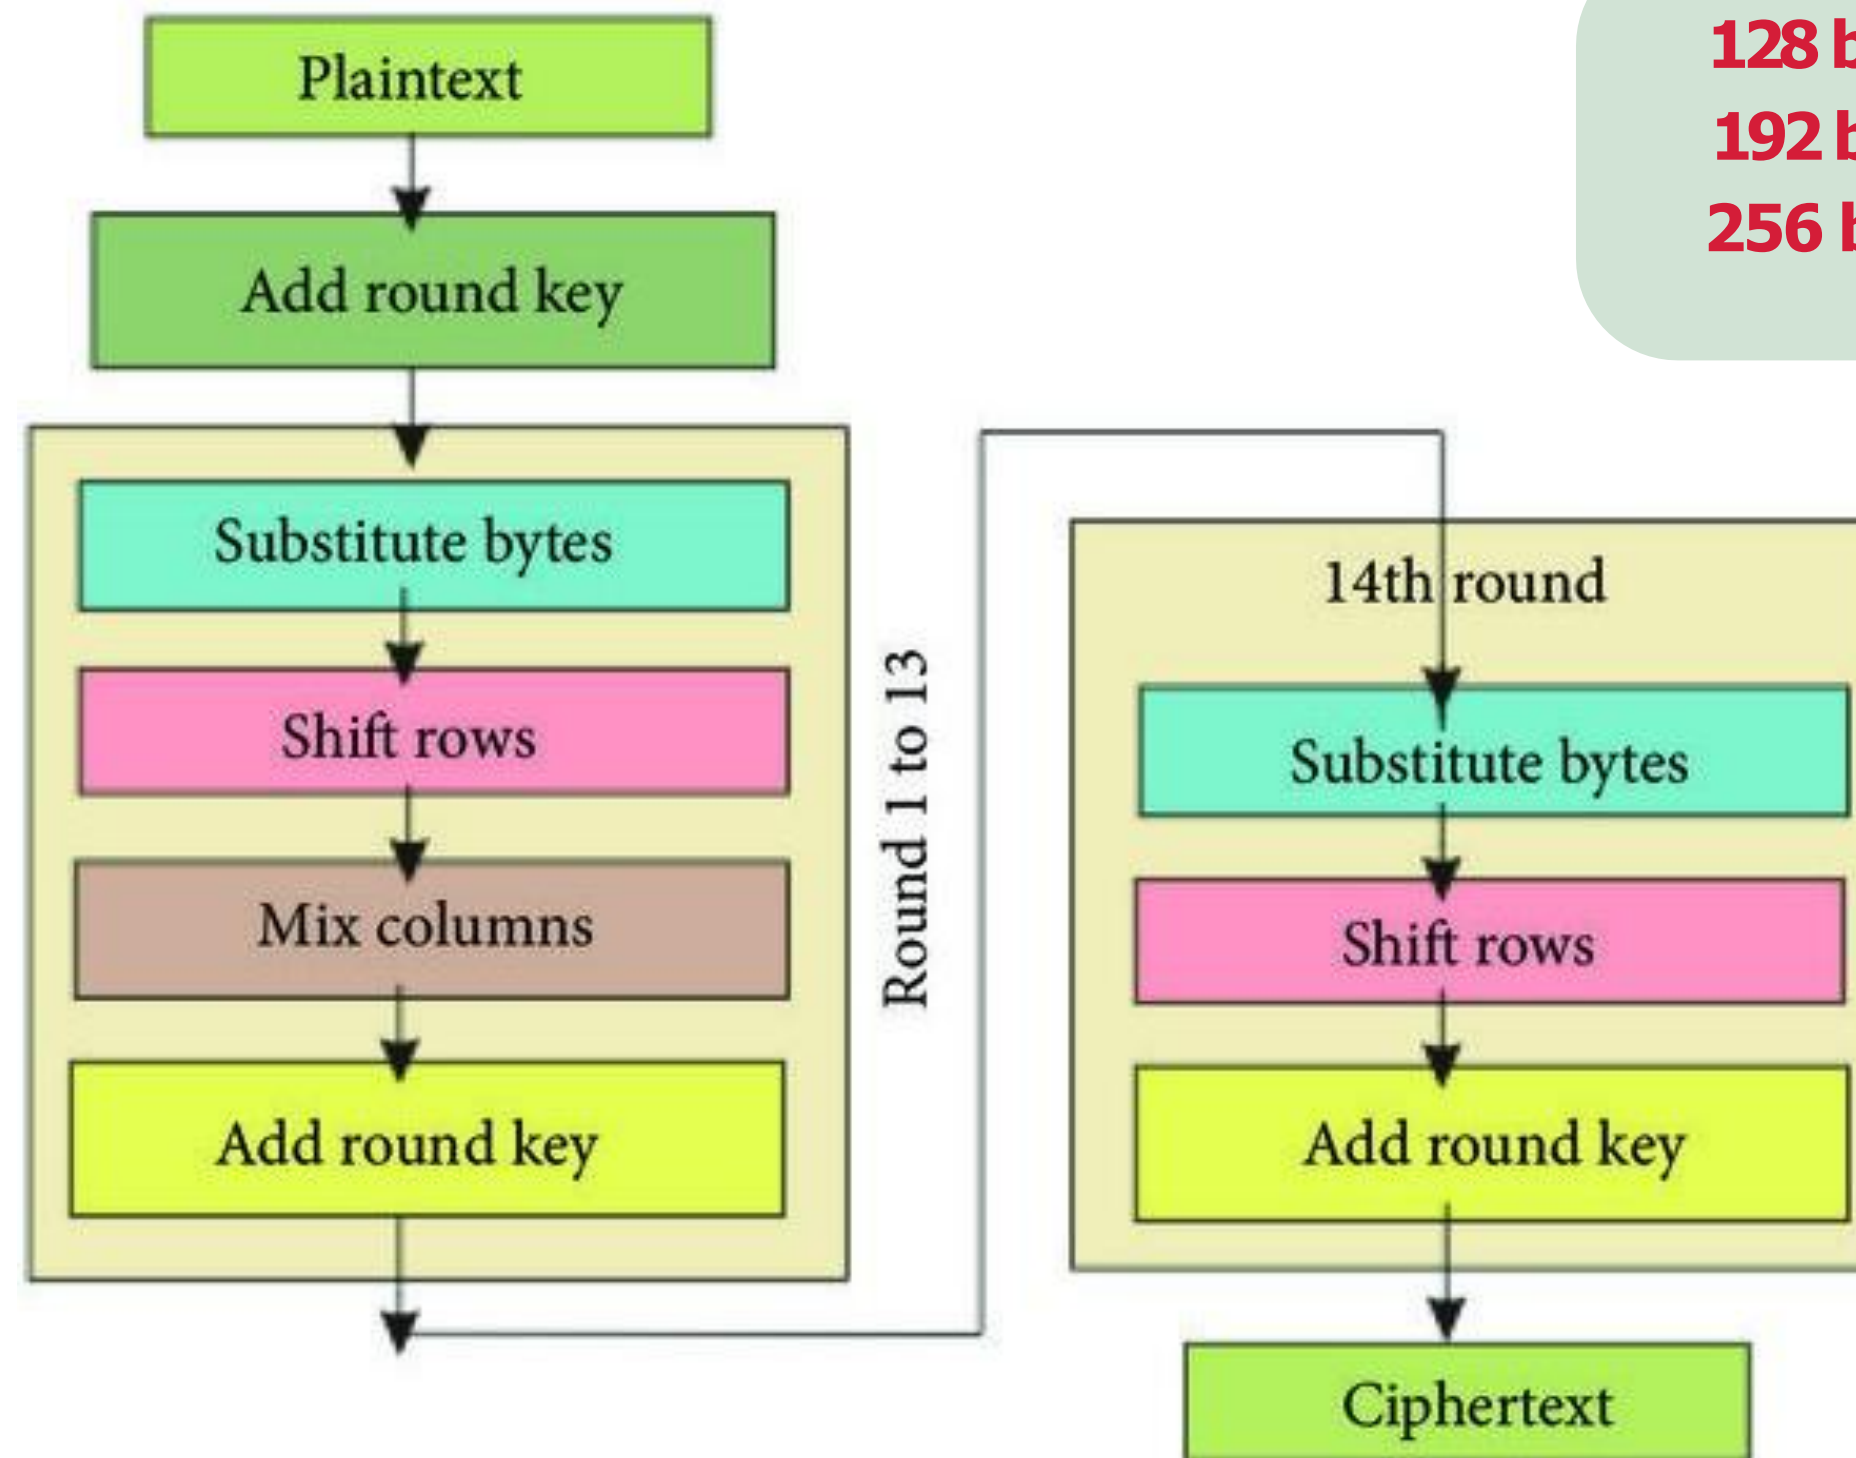 128 b
192 b
256 b
Plaintext
Add round key
Substitute bytes
Shift rows
Mix columns
Add round key
Round 1 to 13
14th round
Substitute bytes
Shift rows
Add round key
Ciphertext